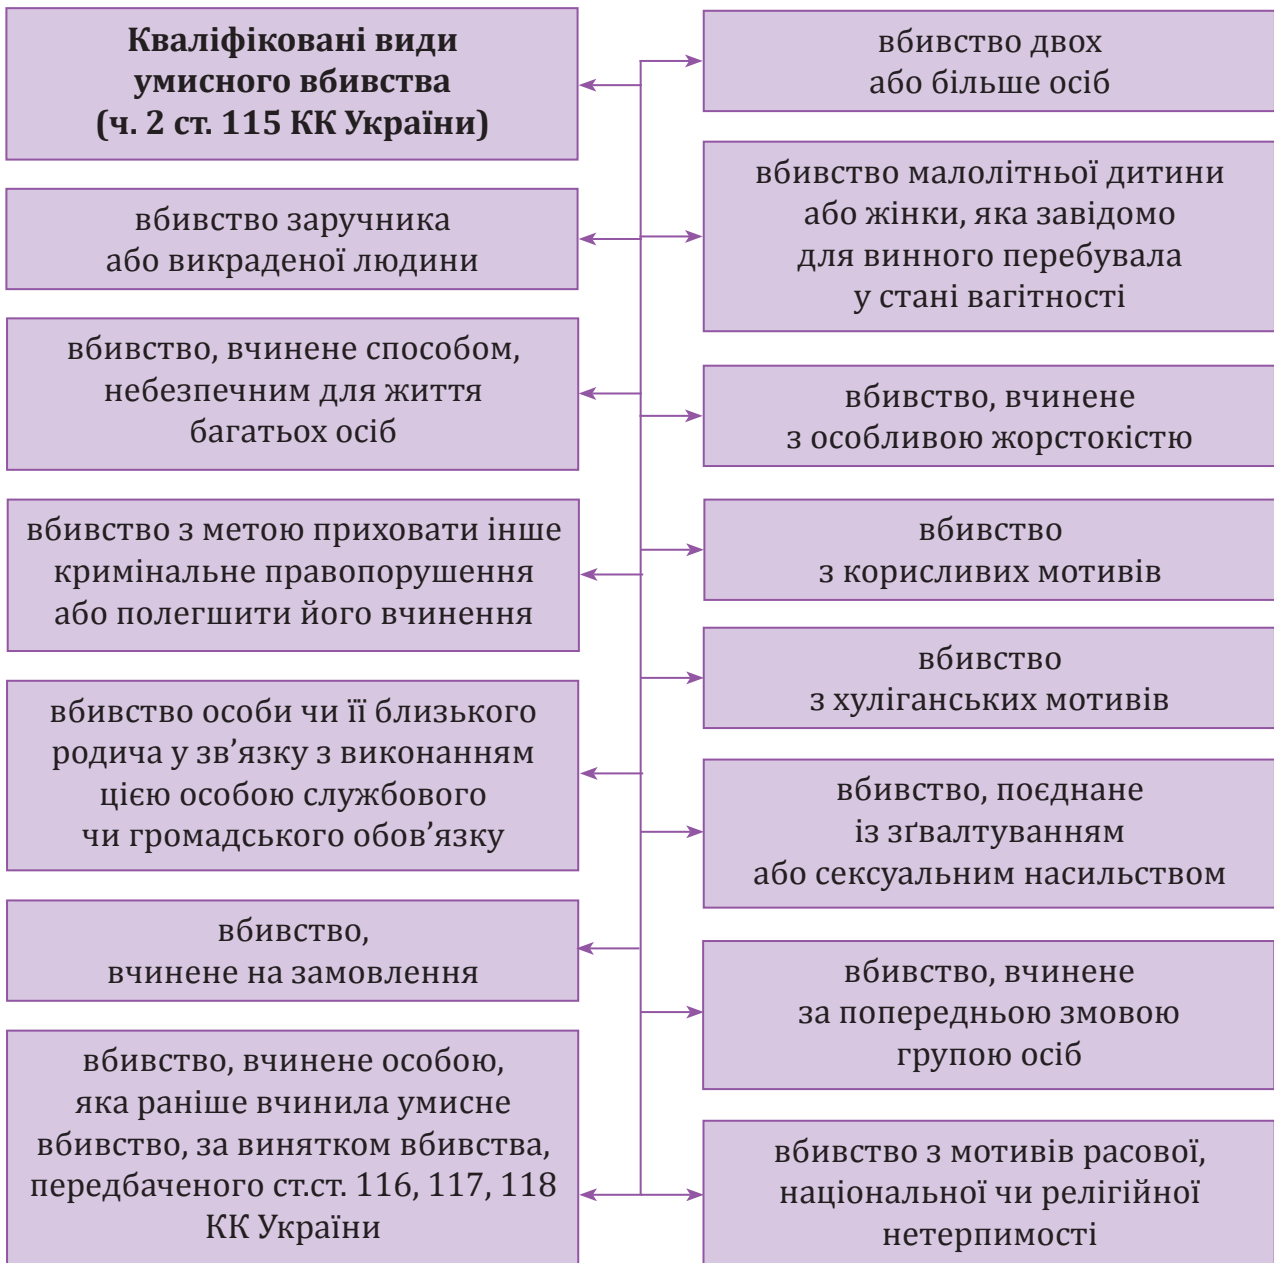 Кваліфіковані види
умисного вбивства
(ч. 2 ст. 115 КК України)
вбивство заручника
або викраденої людини
вбивство, вчинене способом,
небезпечним для життя
багатьох осіб
вбивство з метою приховати інше
кримінальне правопорушення
або полегшити його вчинення
вбивство особи чи її близького
родича у зв’язку з виконанням
цією особою службового
чи громадського обов’язку
вбивство,
вчинене на замовлення
вбивство, вчинене особою,
яка раніше вчинила умисне
вбивство, за винятком вбивства,
передбаченого ст.ст. 116, 117, 118
КК України
вбивство двох
або більше осіб
вбивство малолітньої дитини
або жінки, яка завідомо
для винного перебувала
у стані вагітності
вбивство, вчинене
з особливою жорстокістю
вбивство
з корисливих мотивів
вбивство
з хуліганських мотивів
вбивство, поєднане
із зґвалтуванням
або сексуальним насильством
вбивство, вчинене
за попередньою змовою
групою осіб
вбивство з мотивів расової,
національної чи релігійної
нетерпимості